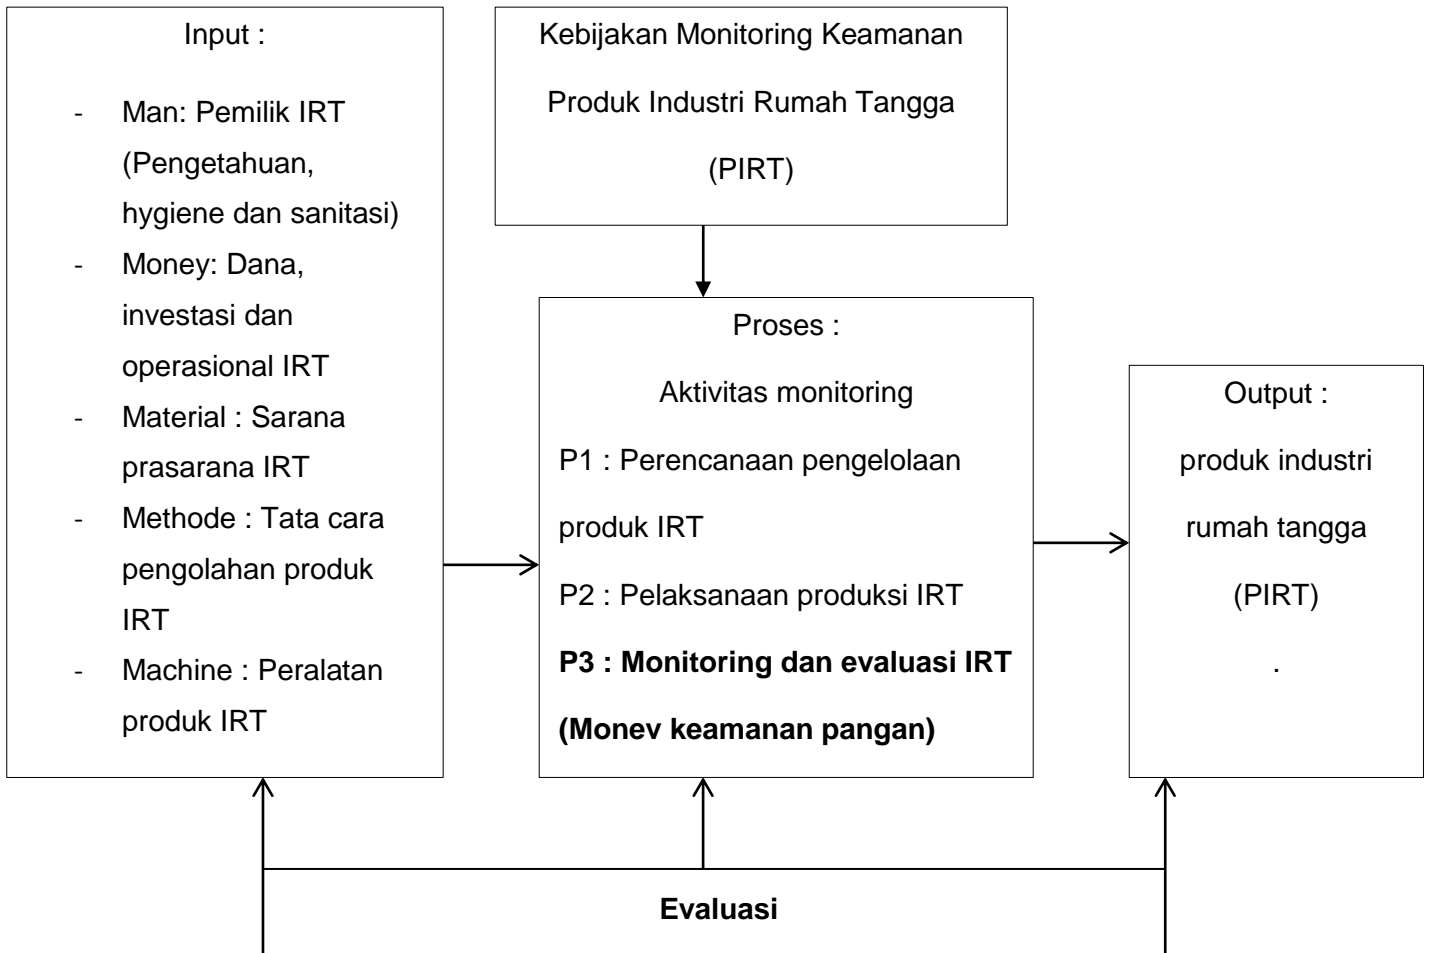 Input :
- Man: Pemilik IRT
(Pengetahuan,
hygiene dan sanitasi)
- Money: Dana,
investasi dan
operasional IRT
- Material : Sarana
prasarana IRT
- Methode : Tata cara
pengolahan produk
IRT
- Machine : Peralatan
produk IRT
Kebijakan Monitoring Keamanan
Produk Industri Rumah Tangga
(PIRT)
Proses :
Aktivitas monitoring
P1 : Perencanaan pengelolaan
produk IRT
P2 : Pelaksanaan produksi IRT
P3 : Monitoring dan evaluasi IRT
(Monev keamanan pangan)
Output :
produk industri
rumah tangga
(PIRT)
.
Evaluasi